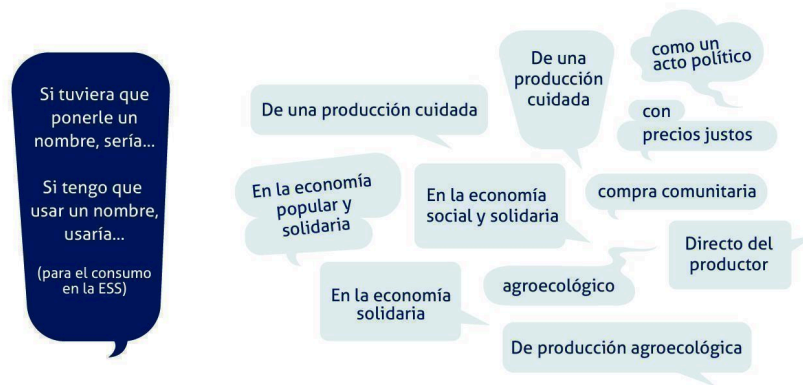 Si tuviera que
ponerle un
nombre, sería...
Si tengo que
usar un nombre,
usaría...
(para el consumo
en la ESS)
De una producción cuidada
De una
producción
cuidada
como un
acto político
con
precios justos
En la economía
popular y
solidaria
En la economía
social y solidaria
compra comunitaria
Directo del
productor
En la economía
solidaria
agroecológico
De producción agroecológica